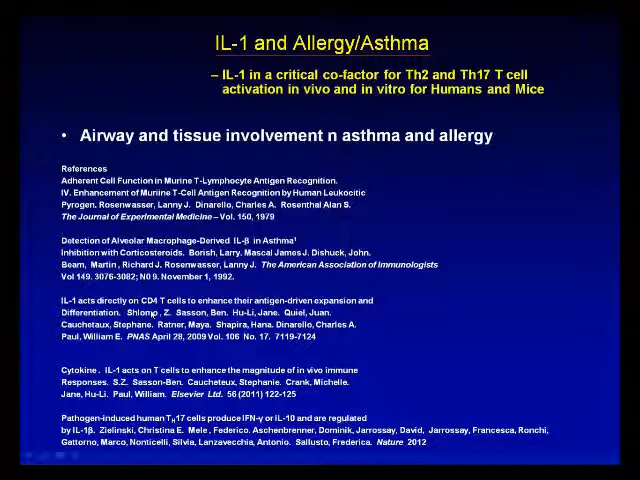 IL-1 and Allergy/Asthma
– IL-1 in a critical co-factor for Th2 and Th17 T cell
activation in vivo and in vitro for Humans and Mice
• Airway and tissue involvement n asthma and allergy
References
Adherent Cell Function in Murine T-Lymphocyte Antigen Recognition.
IV. Enhancement of Muriine T-Cell Antigen Recognition by Human Leukocitic
Pyrogen. Rosenwasser, Lanny J. Dinarello, Charles A. Rosenthal Alan S.
The Journal of Experimental Medicine – Vol. 150, 1979
Detection of Alveolar Macrophage-Derived IL-β in Asthma¹
Inhibition with Corticosteroids. Borish, Larry. Mascal James J. Dishuck, John.
Beam, Martin , Richard J. Rosenwasser, Lanny J. The American Association of Immunologists
Vol 149. 3076-3082; N0 9. November 1, 1992.
IL-1 acts directly on CD4 T cells to enhance their antigen-driven expansion and
Differentiation. Shlomo , Z. Sasson, Ben. Hu-Li, Jane. Quiel, Juan.
Cauchetaux, Stephane. Ratner, Maya. Shapira, Hana. Dinarello, Charles A.
Paul, William E. PNAS April 28, 2009 Vol. 106 No. 17. 7119-7124
Cytokine . IL-1 acts on T cells to enhance the magnitude of in vivo immune
Responses. S.Z. Sasson-Ben. Caucheteux, Stephanie. Crank, Michelle.
Jane, Hu-Li. Paul, William. Elsevier Ltd. 56 (2011) 122-125
Pathogen-induced human TH17 cells produce IFN-γ or IL-10 and are regulated
by IL-1β. Zielinski, Christina E. Mele , Federico. Aschenbrenner, Dominik, Jarrossay, David, Jarrossay, Francesca, Ronchi,
Gattorno, Marco, Nonticelli, Silvia, Lanzavecchia, Antonio. Sallusto, Frederica. Nature 2012